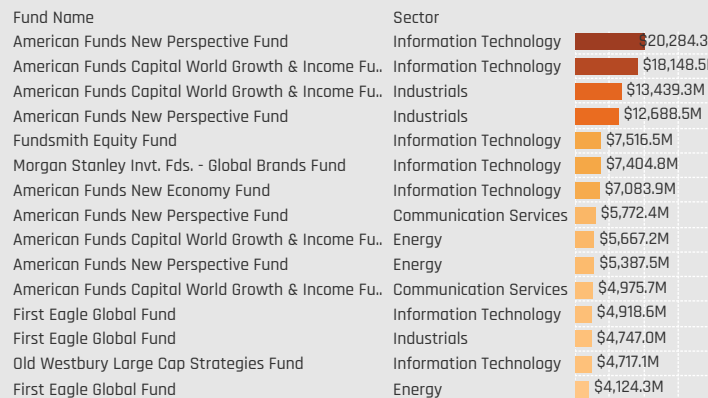 Fund Name Sector
American Funds New Perspective Fund Information Technology $20,284.3
American Funds Capital World Growth & Income Fu.. Information Technology $18,148.5
American Funds Capital World Growth & Income Fu.. Industrials $13,439.3M
American Funds New Perspective Fund Industrials $12,688.5M
Fundsmith Equity Fund Information Technology $7,516.5M
Morgan Stanley Invt. Fds. - Global Brands Fund Information Technology $7,404.8M
American Funds New Economy Fund Information Technology $7,083.9M
American Funds New Perspective Fund Communication Services $5,772.4M
American Funds Capital World Growth & Income Fu.. Energy $5,667.2M
American Funds New Perspective Fund Energy $5,387.5M
American Funds Capital World Growth & Income Fu.. Communication Services $4,975.7M
First Eagle Global Fund Information Technology $4,918.6M
First Eagle Global Fund Industrials $4,747.0M
Old Westbury Large Cap Strategies Fund Information Technology $4,717.1M
First Eagle Global Fund Energy $4,124.3M